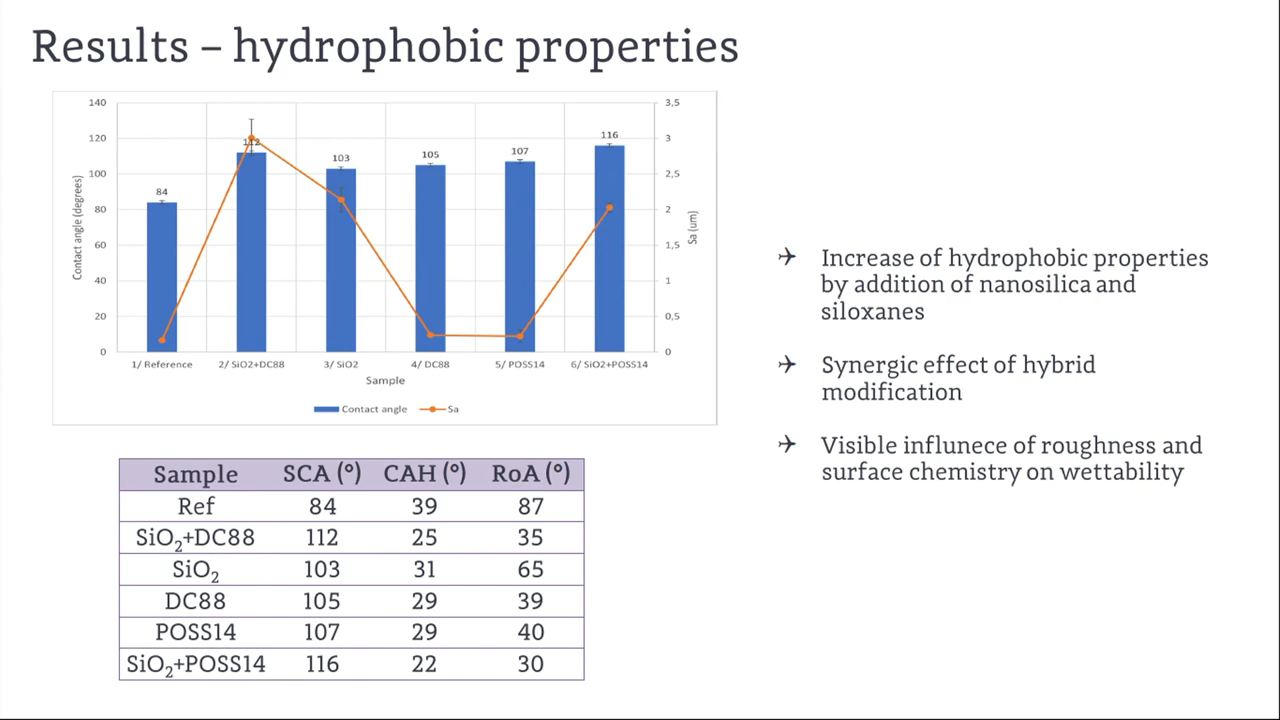 Results – hydrophobic properties
140
120
100
80
60
40
20
0
Contact angle (degrees)
3,5
3
2,5
2
1,5
1
0,5
0
Sa (um)
84
112
103
105
107
116
1/ Reference 2/ SiO2+DC88 3/ SiO2 4/ DC88 5/ POSS14 6/ SiO2+POSS14
Sample
Contact angle Sa
Sample SCA (°) CAH (°) RoA (°)
Ref 84 39 87
SiO₂+DC88 112 25 35
SiO₂ 103 31 65
DC88 105 29 39
POSS14 107 29 40
SiO₂+POSS14 116 22 30
Increase of hydrophobic properties
by addition of nanosilica and
siloxanes
Synergic effect of hybrid
modification
Visible influnece of roughness and
surface chemistry on wettability